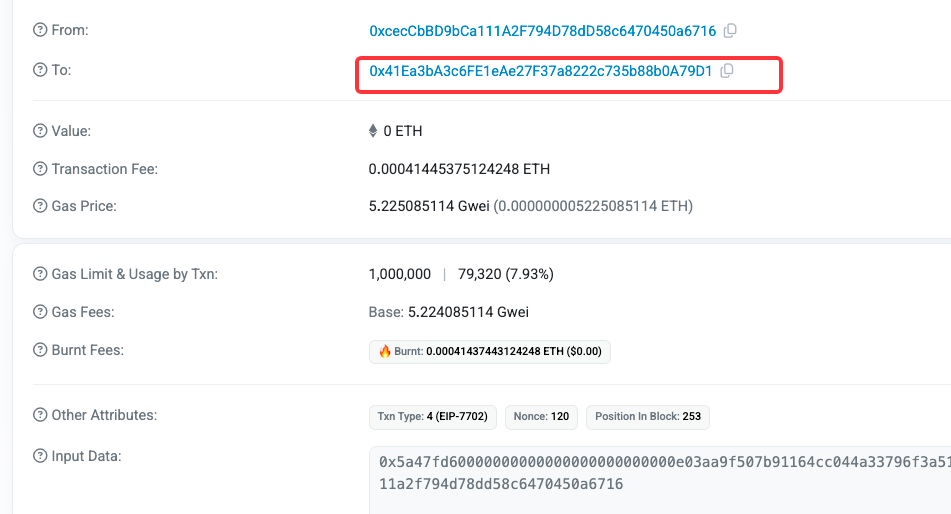 From: 0xcecCbBD9bCa111A2F794D78dD58c6470450a6716
To: 0x41Ea3bA3c6FE1eAe27F37a8222c735b88b0A79D1
Value: 0 ETH
Transaction Fee: 0.00041445375124248 ETH
Gas Price: 5.225085114 Gwei (0.000000005225085114 ETH)
Gas Limit & Usage by Txn: 1,000,000 | 79,320 (7.93%)
Gas Fees: Base: 5.224085114 Gwei
Burnt Fees: 🔥 Burnt: 0.00041437443124248 ETH ($0.00)
Other Attributes: Txn Type: 4 (EIP-7702) Nonce: 120 Position In Block: 253
Input Data: 0x5a47fd60000000000000000000000000e03aa9f507b91164cc044a33796f3a51
11a2f794d78dd58c6470450a6716